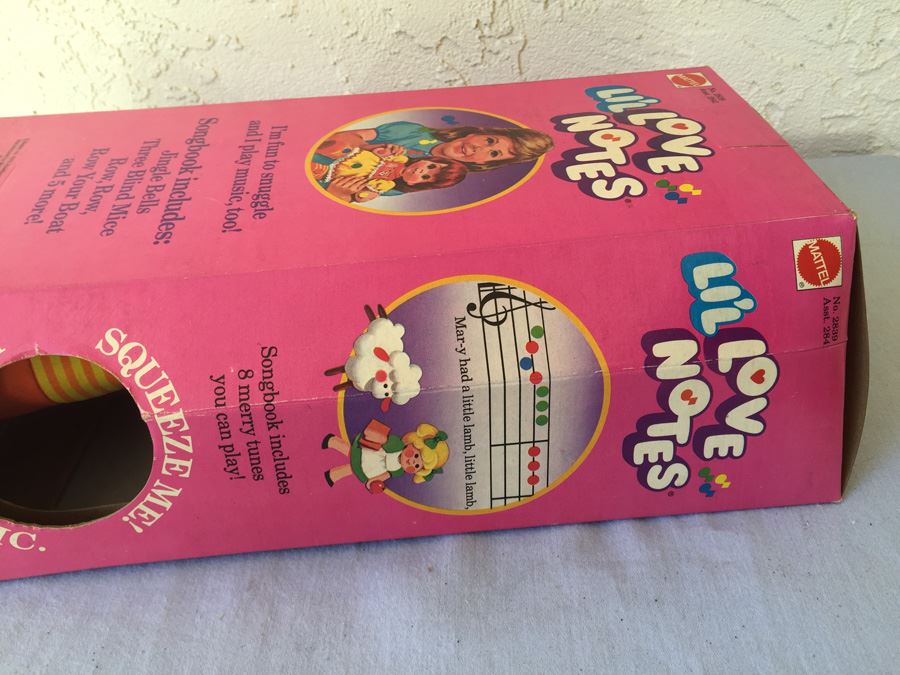 MATTEL
LI'L LOVE
NOTES
I'm fun to snuggle
and I play music, too!
Songbook includes:
Jingle Bells
Three Blind Mice
Row, Row,
Row Your Boat
and 5 more!
MATTEL
No. 2839
Asst. 284
LI'L LOVE
NOTES®
Mar-y had a little lamb, little lamb,
Songbook includes
8 merry tunes
you can play!
SQUEEZE ME!
IC.